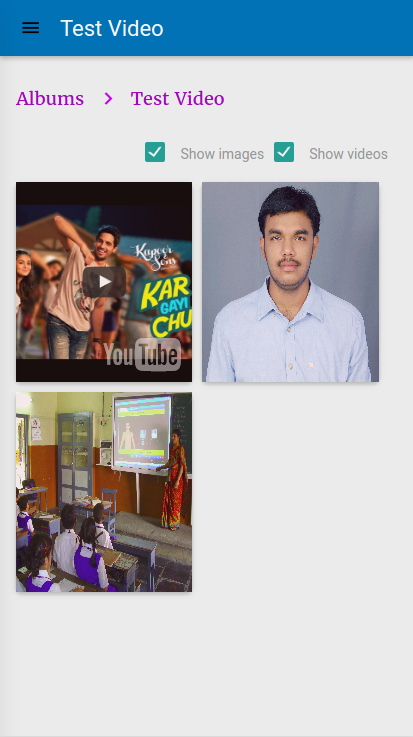 Test Video
Albums > Test Video
Show images Show videos
Kapoor
& Sons
KAR
GAYI
CHU
YouTube